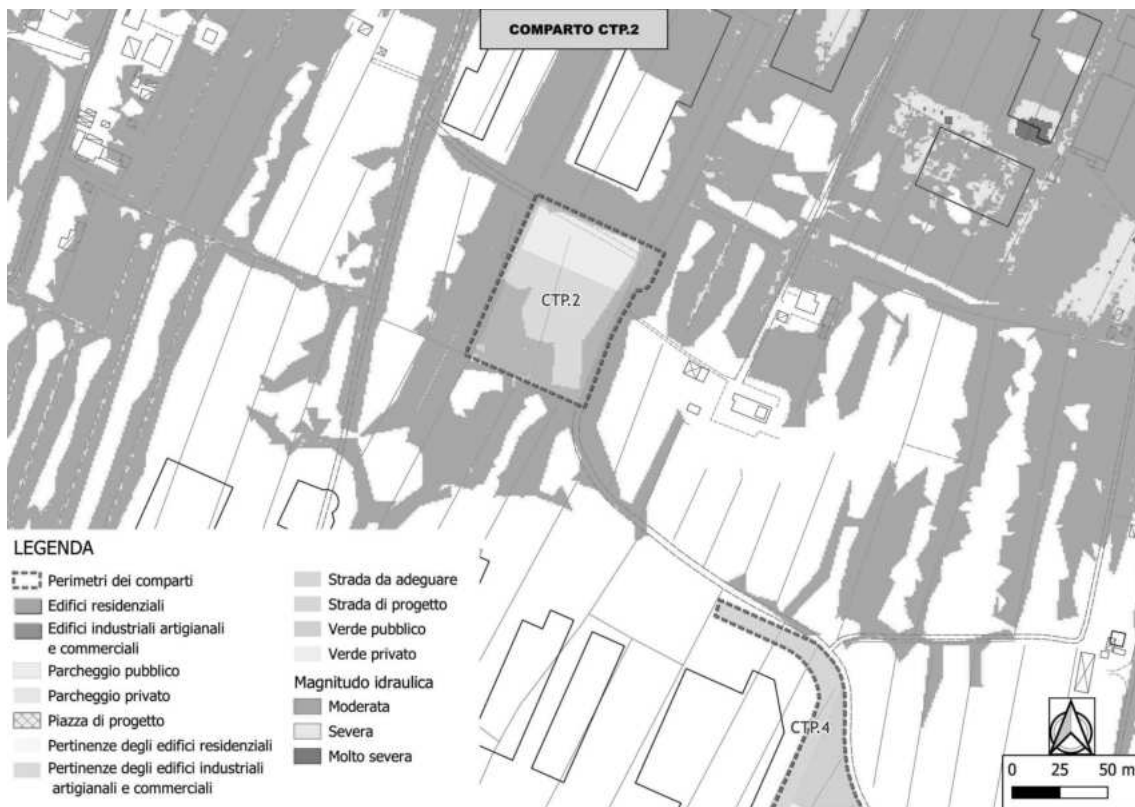 COMPARTO CTP.2
CTP.2
CTP.4
LEGENDA
Perimetri dei comparti
Edifici residenziali
Edifici industriali artigianali
e commerciali
Parcheggio pubblico
Parcheggio privato
Piazza di progetto
Pertinenze degli edifici residenziali
Pertinenze degli edifici industriali
artigianali e commerciali
Strada da adeguare
Strada di progetto
Verde pubblico
Verde privato
Magnitudo idraulica
Moderata
Severa
Molto severa
0 25 50 m